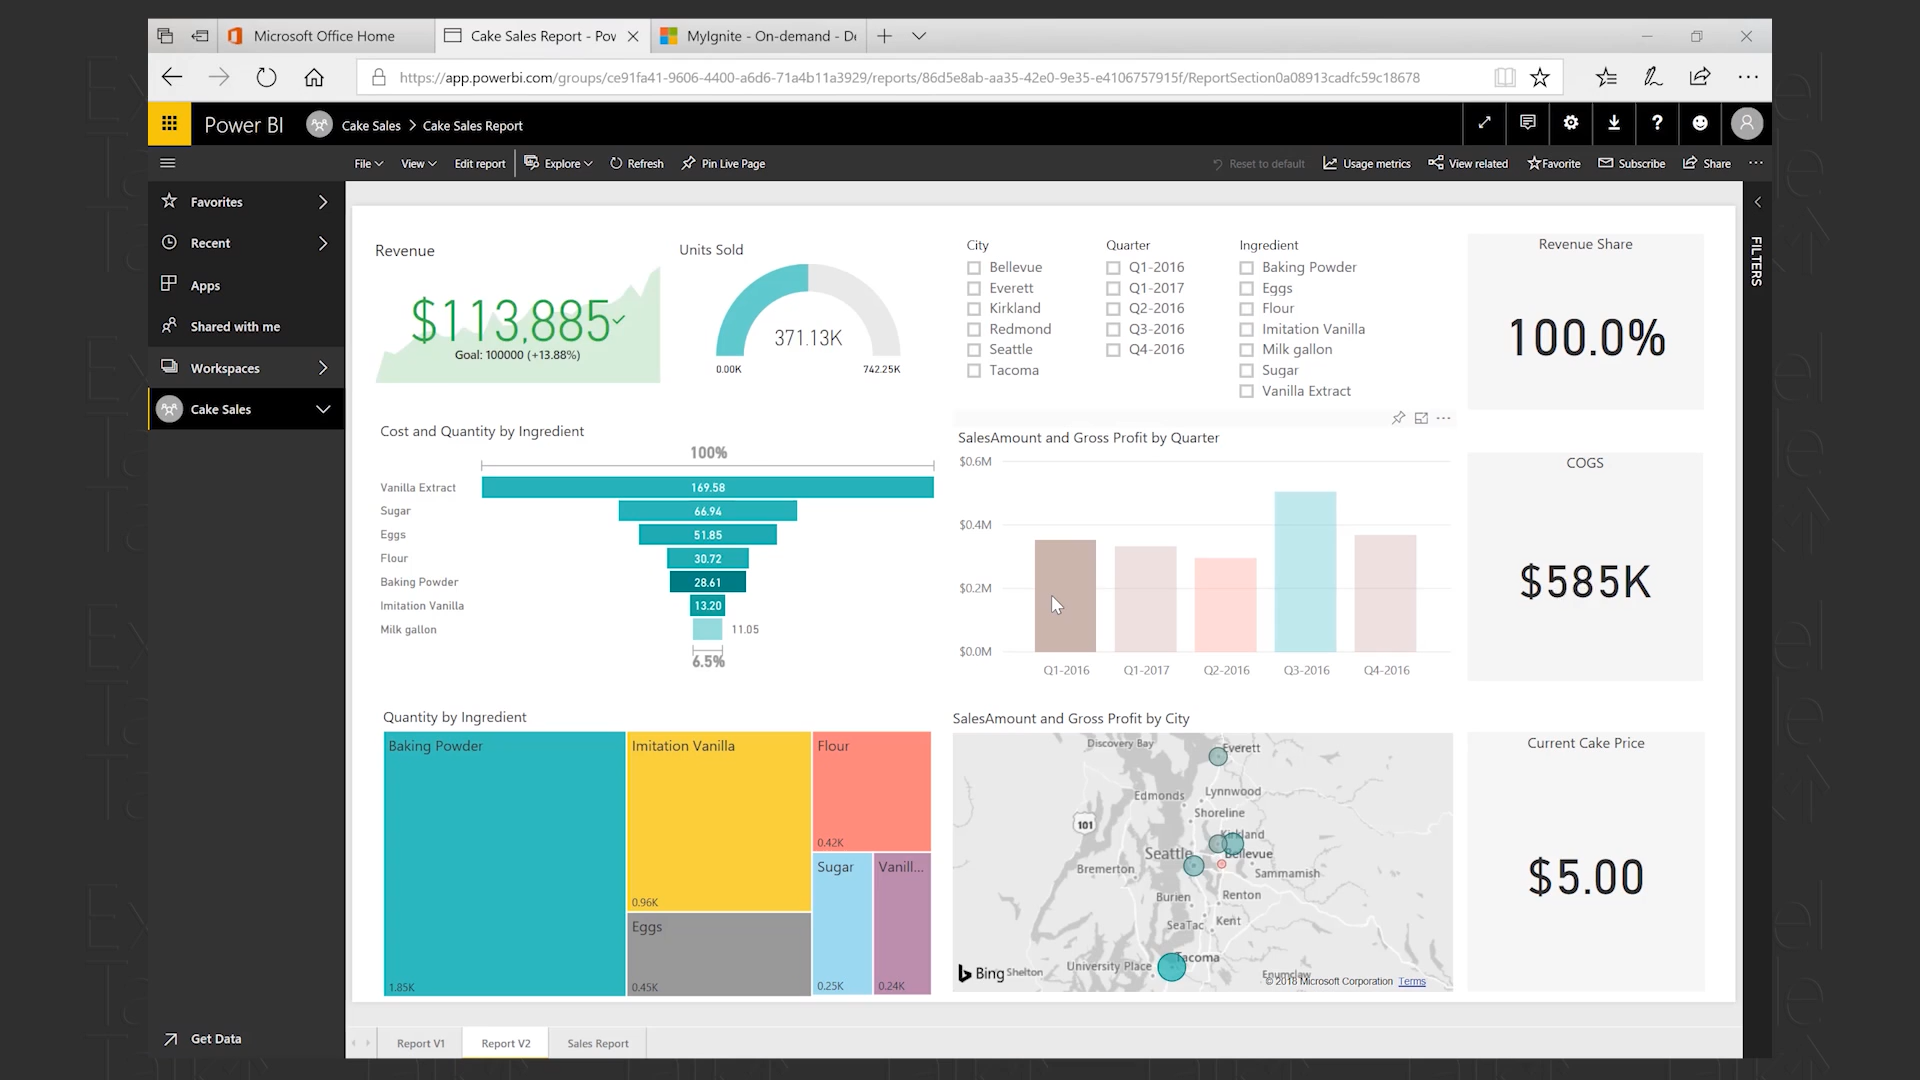 Microsoft Office Home
Cake Sales Report - Pov
MyIgnite - On-demand - De
https://app.powerbi.com/groups/ce91fa41-9606-4400-a6d6-71a4b11a3929/reports/86d5e8ab-aa35-42e0-9e35-e4106757915f/ReportSection0a08913cadfc59c18678
Power BI
Cake Sales > Cake Sales Report
File
View
Edit report
Explore
Refresh
Pin Live Page
Reset to default
Usage metrics
View related
Favorite
Subscribe
Share
Favorites
Recent
Apps
Shared with me
Workspaces
Cake Sales
Get Data
FILTERS
Revenue
$113,885
Goal: 100000 (+13.88%)
Units Sold
371.13K
0.00K
742.25K
City
Bellevue
Everett
Kirkland
Redmond
Seattle
Tacoma
Quarter
Q1-2016
Q1-2017
Q2-2016
Q3-2016
Q4-2016
Ingredient
Baking Powder
Eggs
Flour
Imitation Vanilla
Milk gallon
Sugar
Vanilla Extract
Revenue Share
100.0%
Cost and Quantity by Ingredient
100%
Vanilla Extract 169.58
Sugar 66.94
Eggs 51.85
Flour 30.72
Baking Powder 28.61
Imitation Vanilla 13.20
Milk gallon 11.05
6.5%
SalesAmount and Gross Profit by Quarter
$0.6M
$0.4M
$0.2M
$0.0M
Q1-2016
Q1-2017
Q2-2016
Q3-2016
Q4-2016
COGS
$585K
Quantity by Ingredient
Baking Powder
1.85K
Imitation Vanilla
0.96K
Eggs
0.45K
Flour
0.42K
Sugar
0.25K
Vanill...
0.24K
SalesAmount and Gross Profit by City
Discovery Bay
Everett
Edmonds
Lynnwood
Shoreline
101
Kirkland
Seattle
Bellevue
Bremerton
Sammamish
Burien
Renton
SeaTac
Kent
University Place
Tacoma
Bing
Shelton
Enumclaw
© 2018 Microsoft Corporation Terms
Current Cake Price
$5.00
Report V1
Report V2
Sales Report